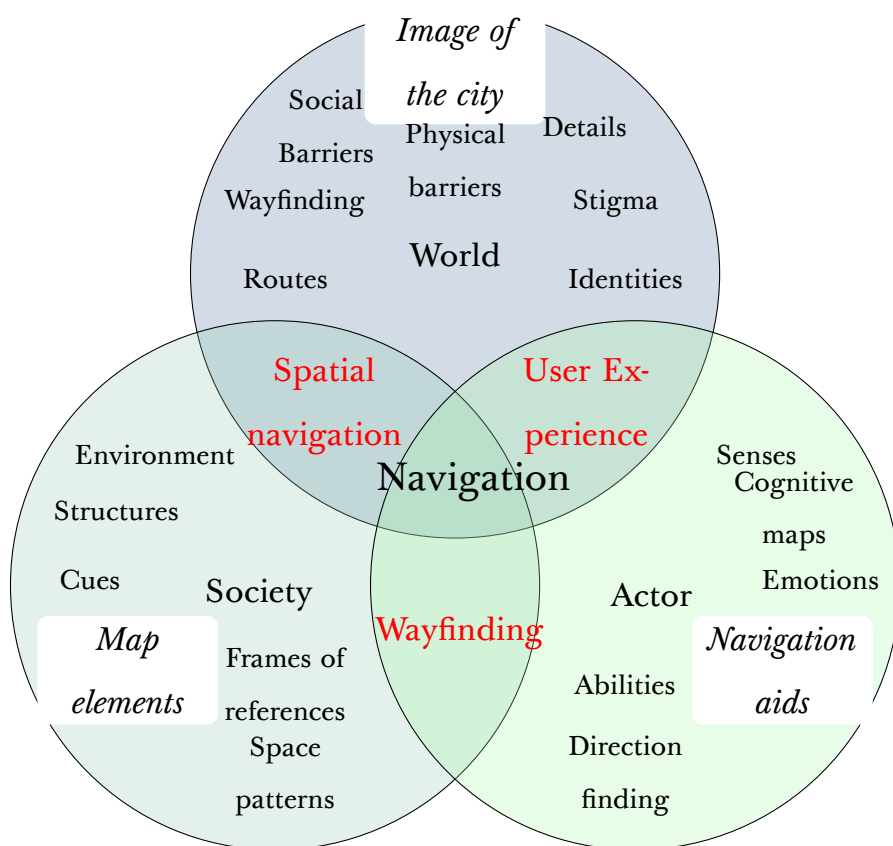 Image of
the city
Social
Barriers
Physical
barriers
Details
Wayfinding
Stigma
World
Routes
Identities
Spatial
navigation
User Ex-
perience
Navigation
Environment
Structures
Cues
Society
Map
elements
Frames of
references
Space
patterns
Wayfinding
Senses
Cognitive
maps
Emotions
Actor
Navigation
aids
Abilities
Direction
finding